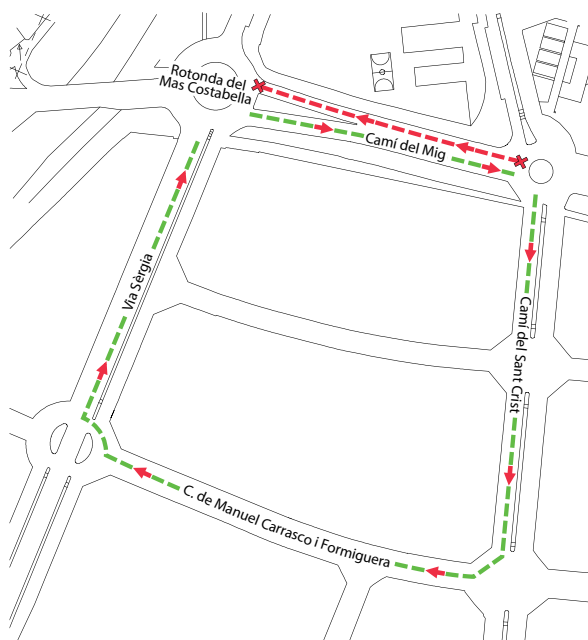 Rotonda del
Mas Costabella
Camí del Mig
Via Sèrgia
Camí del Sant Crist
C. de Manuel Carrasco i Formiguera